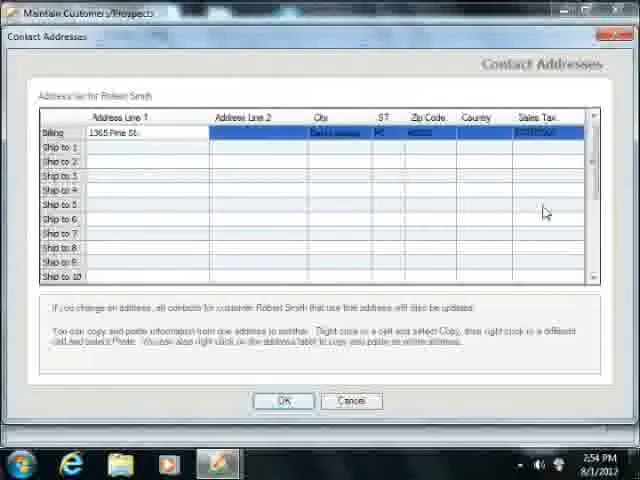 Maintain Customers/Prospects
Contact Addresses
Contact Addresses
Address list for Robert Smith
Address Line 1 Address Line 2 City ST Zip Code Country Sales Tax
Billing 1365 Pine St.
Ship to 1
Ship to 2
Ship to 3
Ship to 4
Ship to 5
Ship to 6
Ship to 7
Ship to 8
Ship to 9
Ship to 10
If you change an address, all contacts for customer Robert Smith that use that address will also be updated.
You can copy and paste information from one address to another. Right click in a cell and select Copy, then right click in a different
cell and select Paste. You can also right click on the address label to copy and paste an entire address.
OK Cancel
2:54 PM
8/1/2012